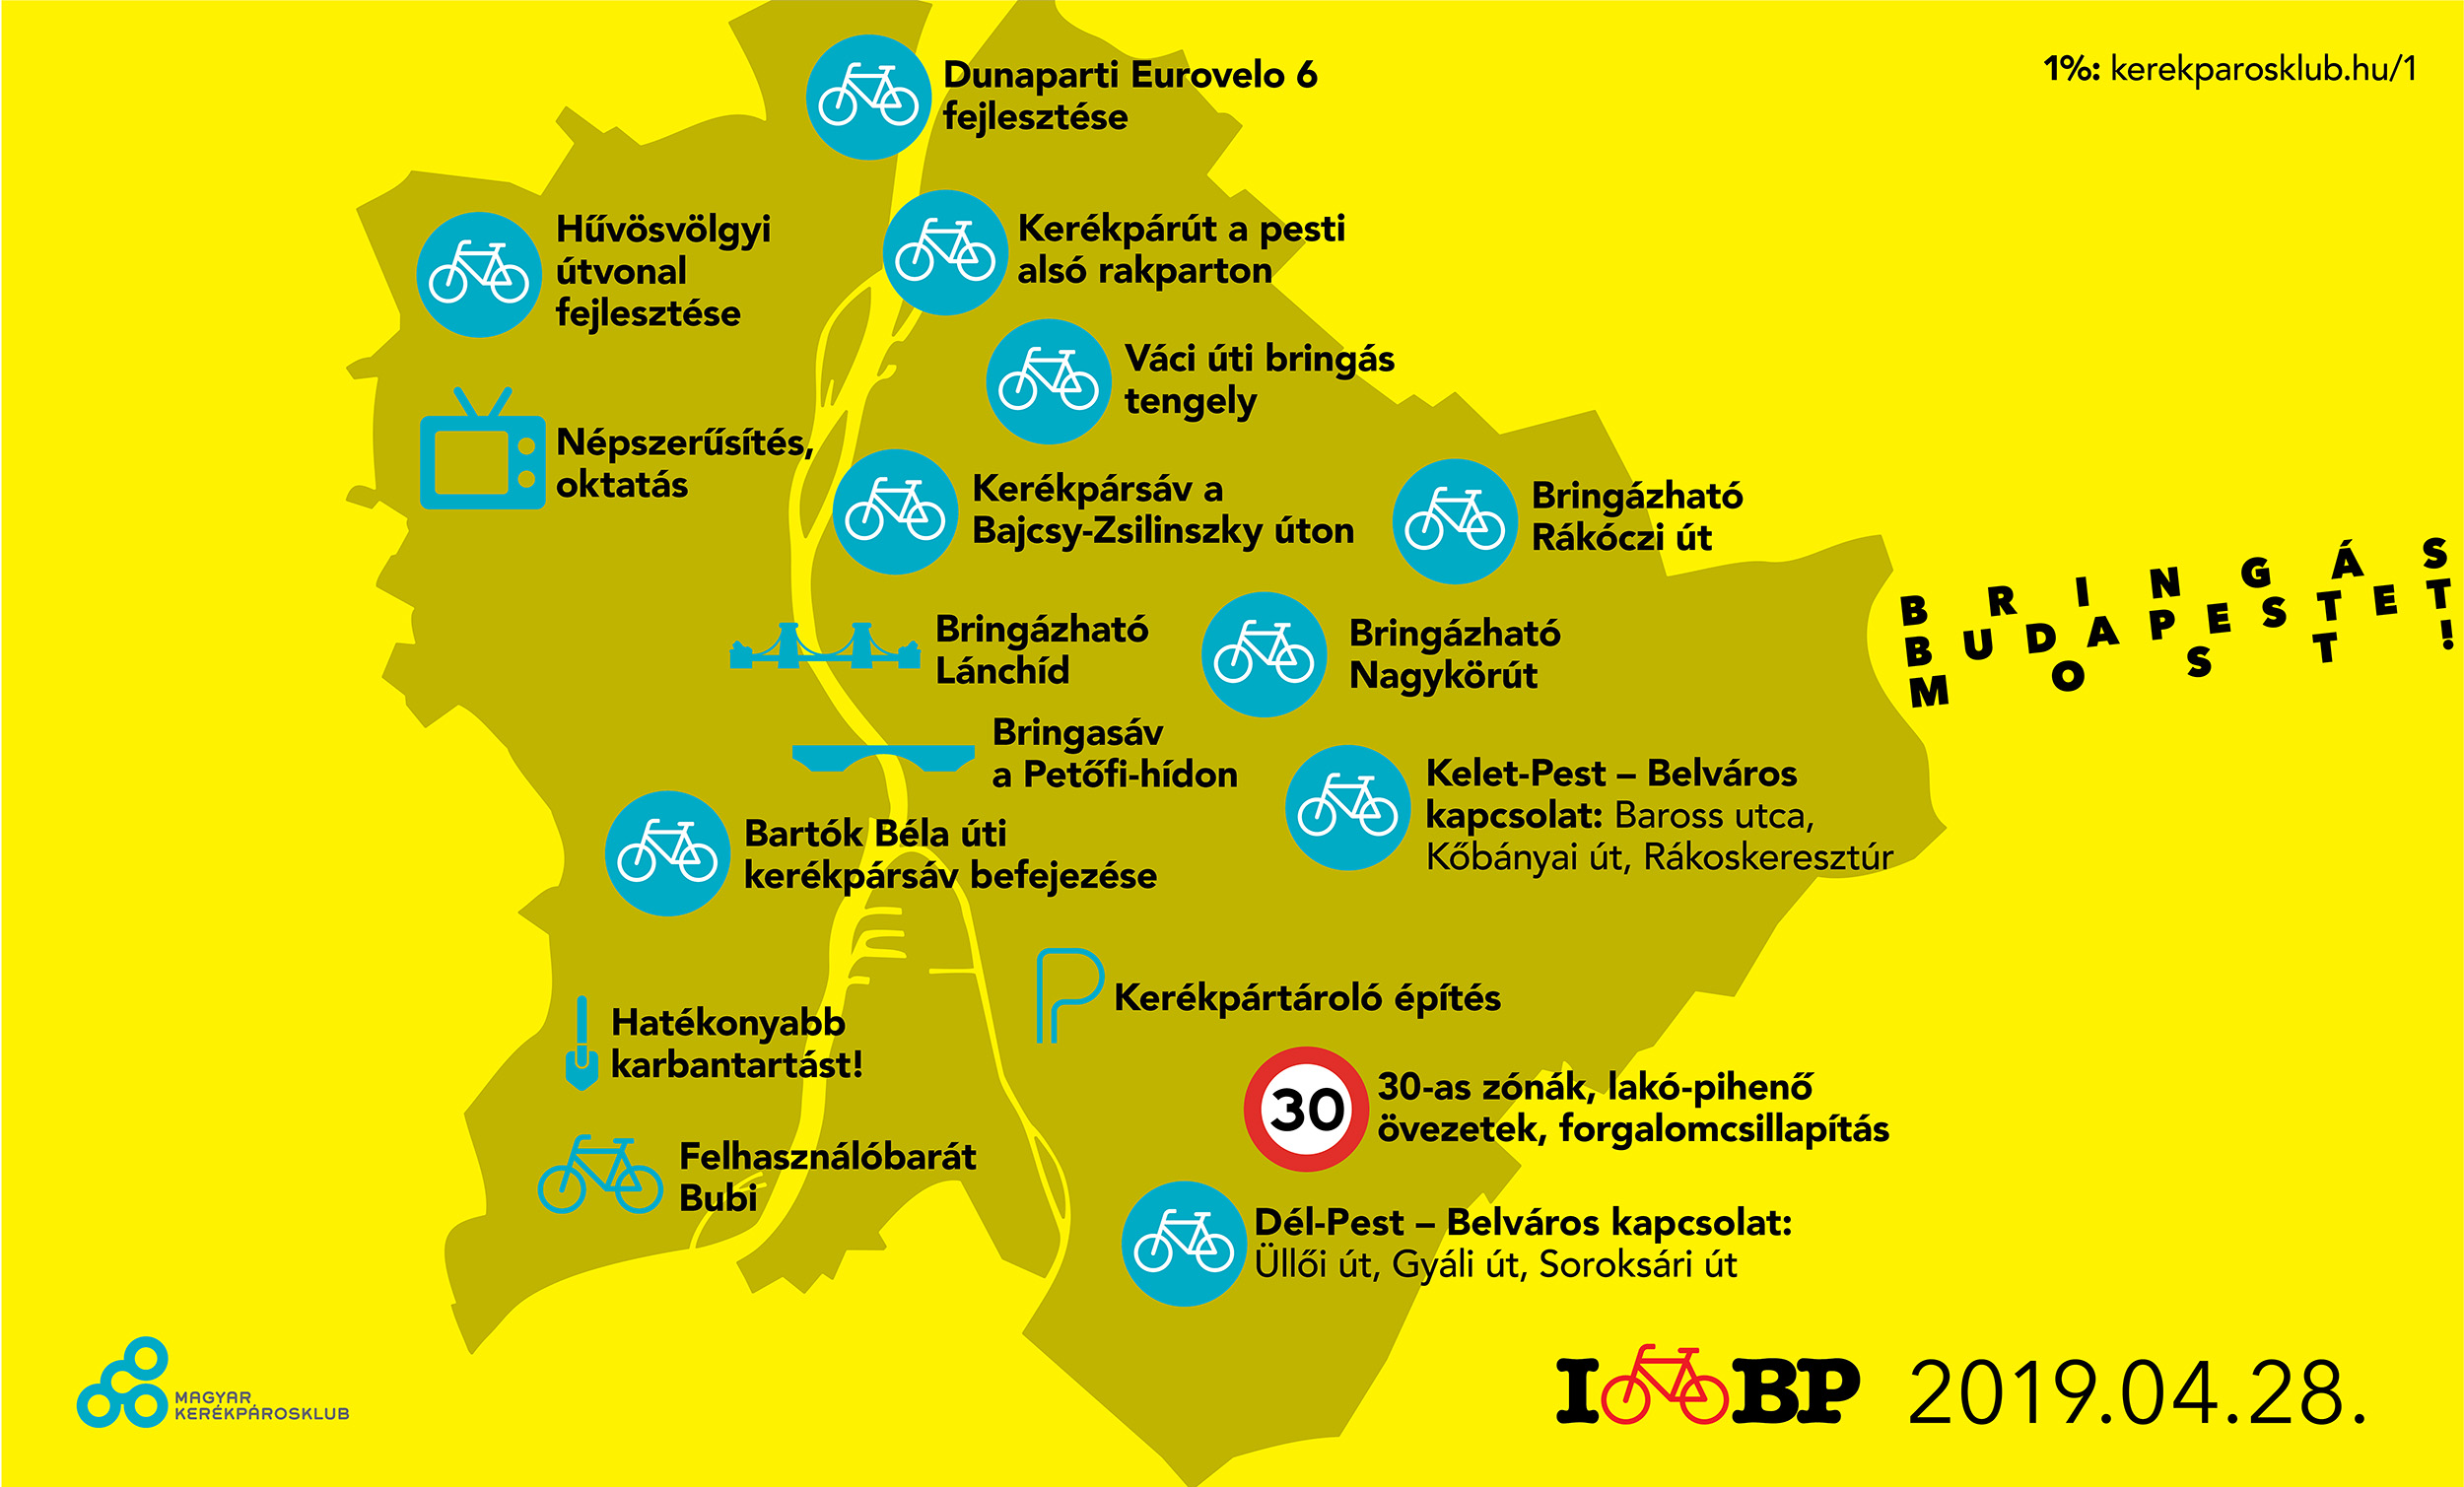 1%: kerekparosklub.hu/1
Dunaparti Eurovelo 6
fejlesztése
Hűvösvölgyi
útvonal
fejlesztése
Kerékpárút a pesti
alsó rakparton
Váci úti bringás
tengely
Népszerűsítés,
oktatás
Kerékpársáv a
Bajcsy-Zsilinszky úton
Bringázható
Rákóczi út
BRINGÁS
BUDAPESTET
MOST!
Bringázható
Lánchíd
Bringázható
Nagykörút
Bringasáv
a Petőfi-hídon
Kelet-Pest – Belváros
kapcsolat: Baross utca,
Kőbányai út, Rákoskeresztúr
Bartók Béla úti
kerékpársáv befejezése
Kerékpártároló építés
Hatékonyabb
karbantartást!
30
30-as zónák, lakó-pihenő
övezetek, forgalomcsillapítás
Felhasználóbarát
Bubi
Dél-Pest – Belváros kapcsolat:
Üllői út, Gyáli út, Soroksári út
MAGYAR
KERÉKPÁROSKLUB
I BP 2019.04.28.